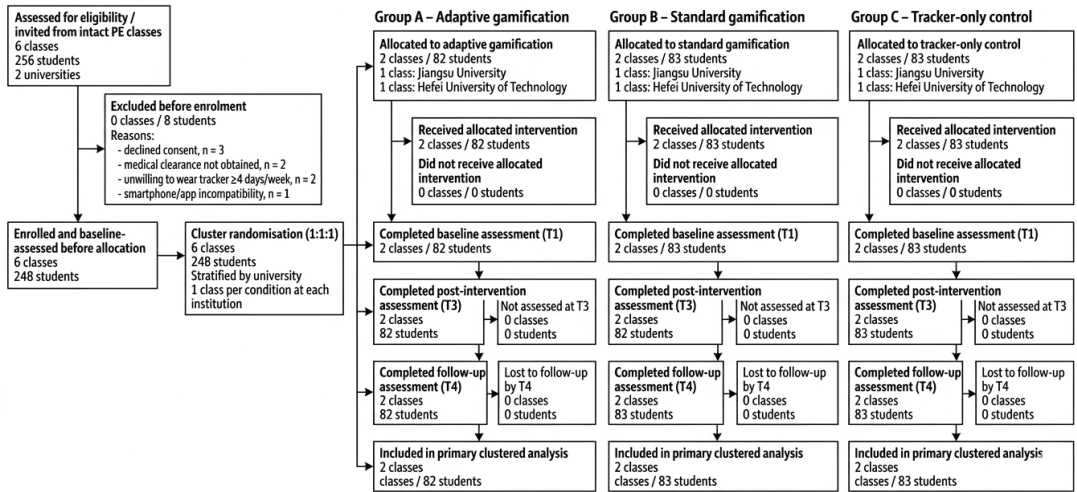 Assessed for eligibility /
invited from intact PE classes
6 classes
256 students
2 universities
Excluded before enrolment
0 classes / 8 students
Reasons:
- declined consent, n = 3
- medical clearance not obtained, n = 2
- unwilling to wear tracker ≥4 days/week, n = 2
- smartphone/app incompatibility, n = 1
Enrolled and baseline-
assessed before allocation
6 classes
248 students
Cluster randomisation (1:1:1)
6 classes
248 students
Stratified by university
1 class per condition at each
institution
Group A – Adaptive gamification
Allocated to adaptive gamification
2 classes / 82 students
1 class: Jiangsu University
1 class: Hefei University of Technology
Received allocated intervention
2 classes / 82 students
Did not receive allocated
intervention
0 classes / 0 students
Completed baseline assessment (T1)
2 classes / 82 students
Completed post-intervention
assessment (T3)
2 classes
82 students
Not assessed at T3
0 classes
0 students
Completed follow-up
assessment (T4)
2 classes
82 students
Lost to follow-up
by T4
0 classes
0 students
Included in primary clustered analysis
2 classes
classes / 82 students
Group B – Standard gamification
Allocated to standard gamification
2 classes / 83 students
1 class: Jiangsu University
1 class: Hefei University of Technology
Received allocated intervention
2 classes / 83 students
Did not receive allocated
intervention
0 classes / 0 students
Completed baseline assessment (T1)
2 classes / 83 students
Completed post-intervention
assessment (T3)
2 classes
82 students
Not assessed at T3
0 classes
0 students
Completed follow-up
assessment (T4)
2 classes
83 students
Lost to follow-up
by T4
0 classes
0 students
Included in primary clustered analysis
2 classes
classes / 83 students
Group C – Tracker-only control
Allocated to tracker-only control
2 classes / 83 students
1 class: Jiangsu University
1 class: Hefei University of Technology
Received allocated intervention
2 classes / 83 students
Did not receive allocated
intervention
0 classes / 0 students
Completed baseline assessment (T1)
2 classes / 83 students
Completed post-intervention
assessment (T3)
2 classes
83 students
Not assessed at T3
0 classes
0 students
Completed follow-up
assessment (T4)
2 classes
83 students
Lost to follow-up
by T4
0 classes
0 students
Included in primary clustered analysis
2 classes
classes / 83 students